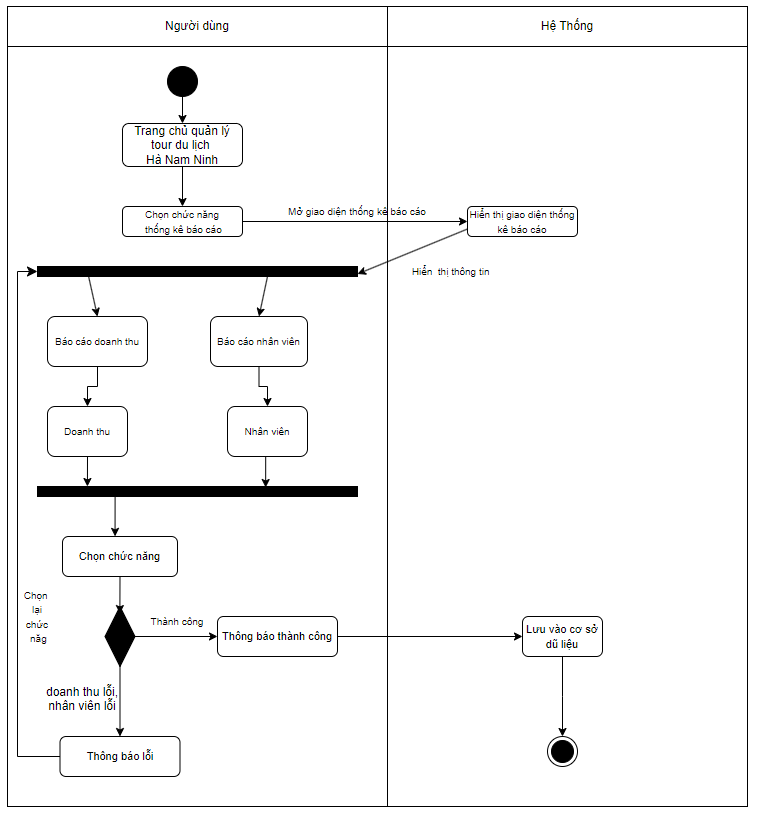 Người dùng
Hệ Thống
Trang chủ quản lý
tour du lịch
Hà Nam Ninh
Chọn chức năng
thống kê báo cáo
Mở giao diện thống kê báo cáo
Hiển thị giao diện thống
kê báo cáo
Hiển thị thông tin
Báo cáo doanh thu
Báo cáo nhân viên
Doanh thu
Nhân viên
Chọn chức năng
Chọn
lại
chức
năg
Thành công
Thông báo thành công
Lưu vào cơ sở
dũ liệu
doanh thu lỗi,
nhân viên lỗi
Thông báo lỗi